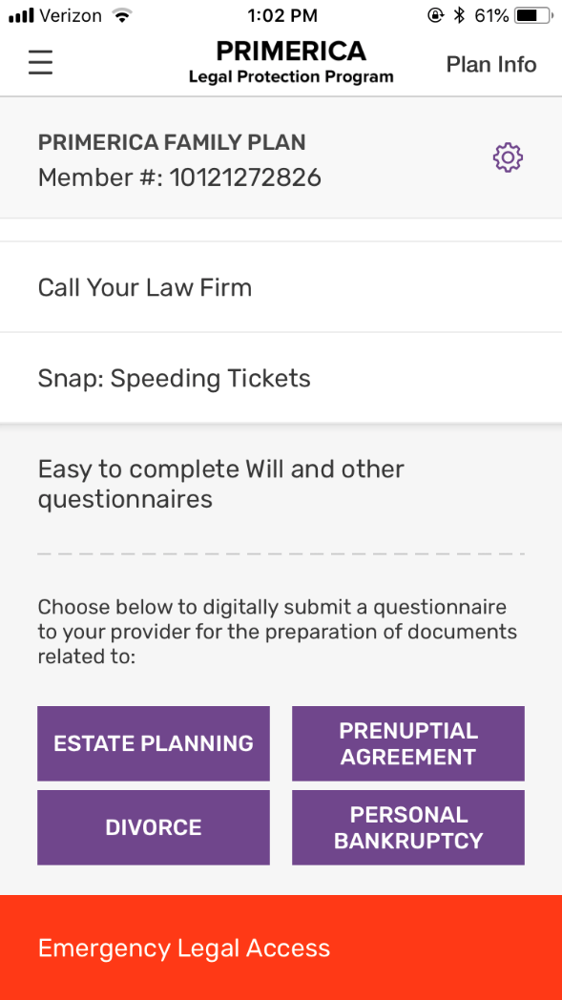 Verizon 1:02 PM 61%
PRIMERICA
Legal Protection Program
Plan Info
PRIMERICA FAMILY PLAN
Member #: 10121272826
Call Your Law Firm
Snap: Speeding Tickets
Easy to complete Will and other
questionnaires
Choose below to digitally submit a questionnaire
to your provider for the preparation of documents
related to:
ESTATE PLANNING
PRENUPTIAL
AGREEMENT
DIVORCE
PERSONAL
BANKRUPTCY
Emergency Legal Access